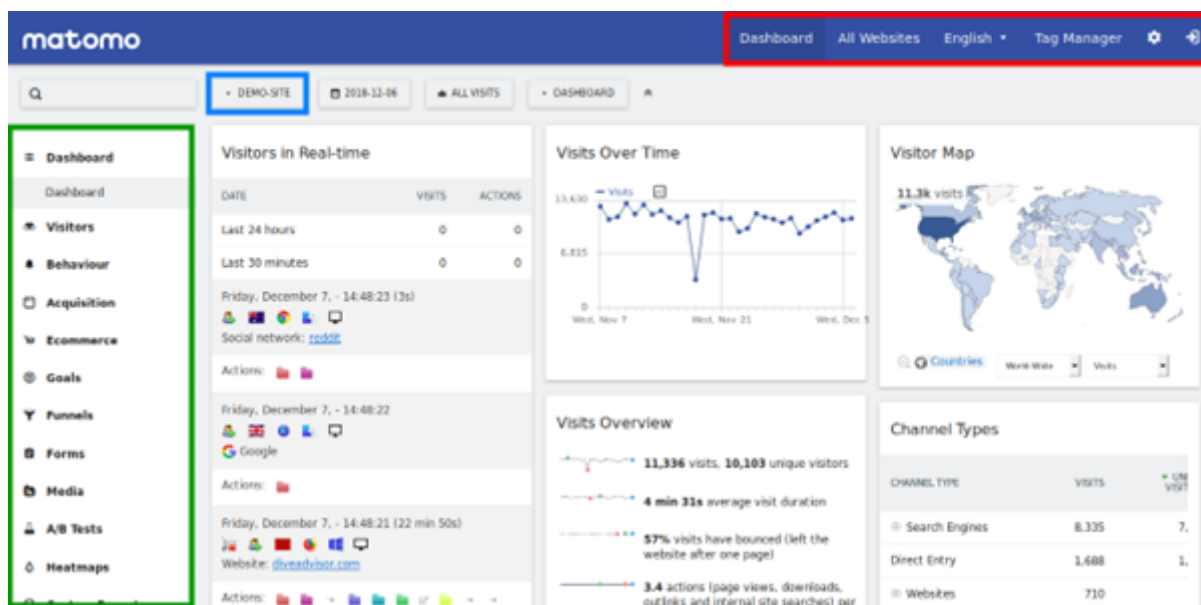 matomo
Dashboard All Websites English Tag Manager
DEMO-SITE 2018-12-06 ALL VISITS DASHBOARD
Dashboard
Dashboard
Visitors
Behaviour
Acquisition
Ecommerce
Goals
Funnels
Forms
Media
A/B Tests
Heatmaps
Visitors in Real-time
DATE VISITS ACTIONS
Last 24 hours 0 0
Last 30 minutes 0 0
Friday, December 7, - 14:48:23 (3s)
Social network: reddit
Actions:
Friday, December 7, - 14:48:22
Google
Actions:
Friday, December 7, - 14:48:21 (22 min 50s)
Website: diveadvisor.com
Actions:
Visits Over Time
Visits
13,630
6,815
0
Wed, Nov 7 Wed, Nov 21 Wed, Dec 5
Visits Overview
11,336 visits, 10,103 unique visitors
4 min 31s average visit duration
57% visits have bounced (left the
website after one page)
3.4 actions (page views, downloads,
outlinks and internal site searches) per
Visitor Map
11.3k visits
Countries World-Wide Visits
Channel Types
CHANNEL TYPE VISITS
Search Engines 8,335
Direct Entry 1,688
Websites 710